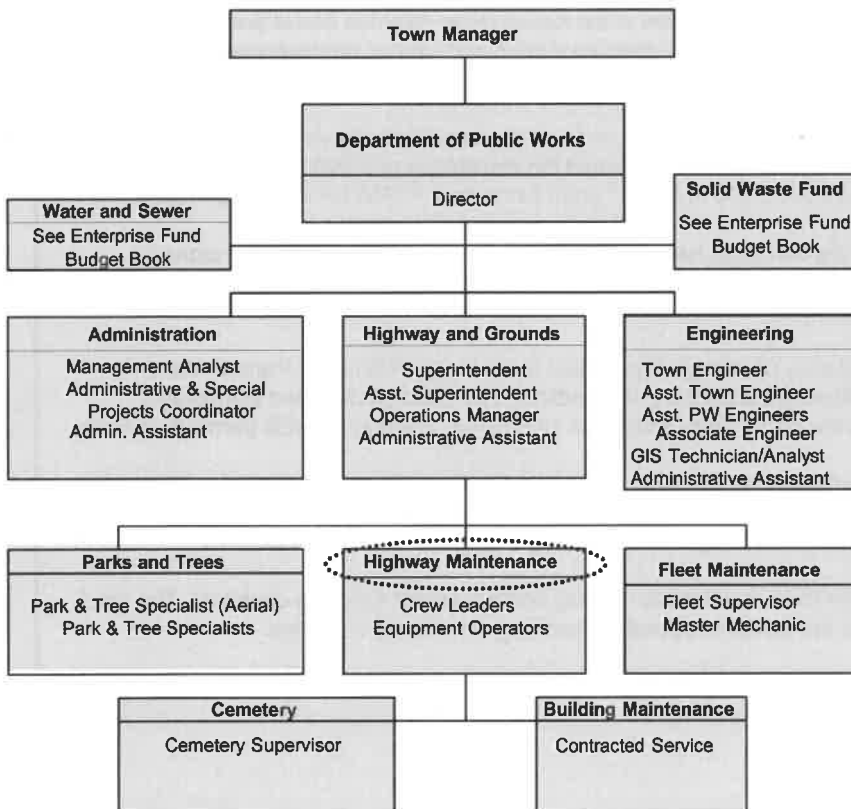 Town Manager
Department of Public Works
Director
Water and Sewer
See Enterprise Fund
Budget Book
Solid Waste Fund
See Enterprise Fund
Budget Book
Administration
Management Analyst
Administrative & Special
Projects Coordinator
Admin. Assistant
Highway and Grounds
Superintendent
Asst. Superintendent
Operations Manager
Administrative Assistant
Engineering
Town Engineer
Asst. Town Engineer
Asst. PW Engineers
Associate Engineer
GIS Technician/Analyst
Administrative Assistant
Parks and Trees
Park & Tree Specialist (Aerial)
Park & Tree Specialists
Highway Maintenance
Crew Leaders
Equipment Operators
Fleet Maintenance
Fleet Supervisor
Master Mechanic
Cemetery
Cemetery Supervisor
Building Maintenance
Contracted Service